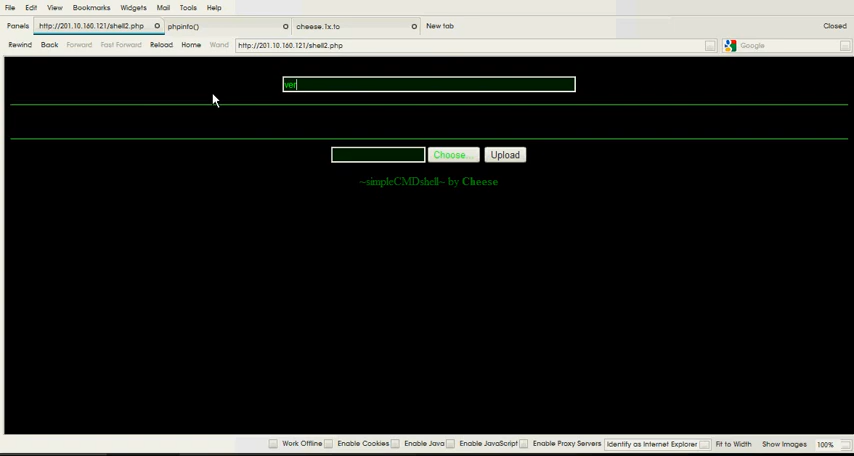 File Edit View Bookmarks Widgets Mail Tools Help
Panels http://201.10.160.121/shell2.php phpinfo() cheese.1x.to New tab Closed
Rewind Back Forward Fast Forward Reload Home Wand http://201.10.160.121/shell2.php Google
ver
Choose... Upload
~simpleCMDshell~ by Cheese
Work Offline Enable Cookies Enable Java Enable JavaScript Enable Proxy Servers Identify as Internet Explorer Fit to Width Show Images 100%